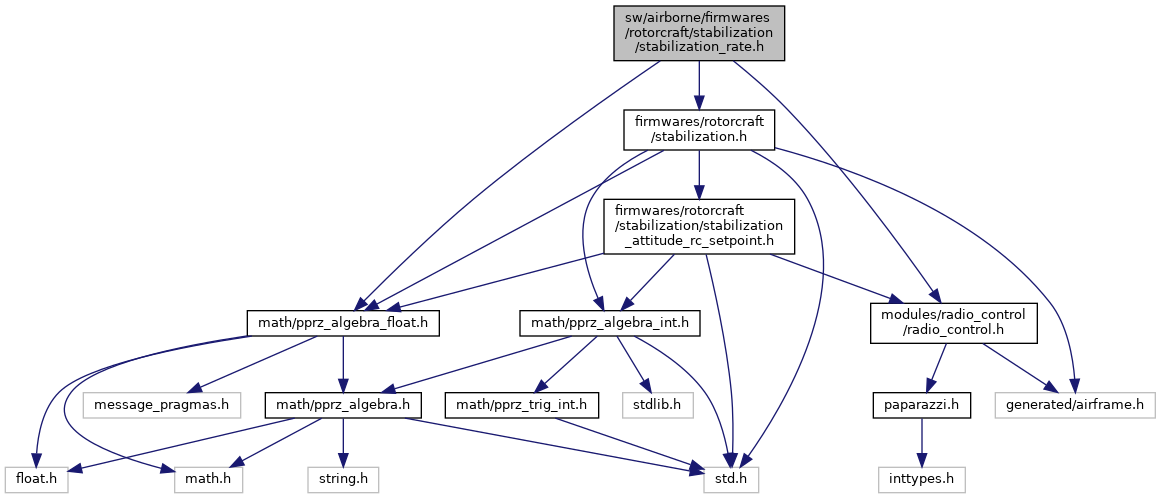 sw/airborne/firmwares
/rotorcraft/stabilization
/stabilization_rate.h
firmwares/rotorcraft
/stabilization.h
firmwares/rotorcraft
/stabilization/stabilization
_attitude_rc_setpoint.h
math/pprz_algebra_float.h
math/pprz_algebra_int.h
modules/radio_control
/radio_control.h
message_pragmas.h
math/pprz_algebra.h
math/pprz_trig_int.h
stdlib.h
paparazzi.h
generated/airframe.h
float.h
math.h
string.h
std.h
inttypes.h